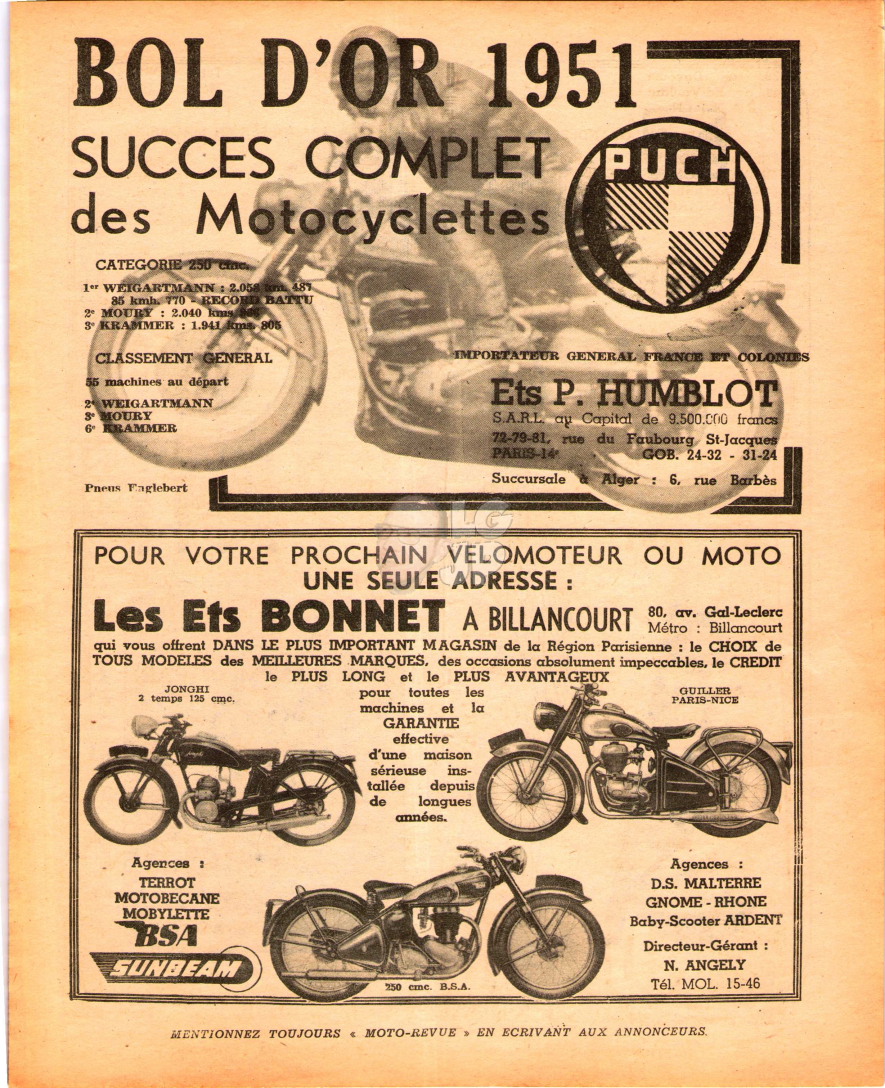 BOL D'OR 1951
SUCCES COMPLET
des Motocyclettes
PUCH
CATEGORIE 250 cmc.
1er WEIGARTMANN : 2.058 km. 487
85 kmh. 770 - RECORD BATTU
2e MOURY : 2.040 kms
3e KRAMMER : 1.941 kms. 805
CLASSEMENT GENERAL
55 machines au départ
2e WEIGARTMANN
3e MOURY
6e KRAMMER
Pneus Englebert
IMPORTATEUR GENERAL FRANCE ET COLONIES
Ets P. HUMBLOT
S.A.R.L. au Capital de 9.500.000 francs
72-79-81, rue du Faubourg St-Jacques
PARIS-14e GOB. 24-32 - 31-24
Succursale à Alger : 6, rue Barbès
POUR VOTRE PROCHAIN VELOMOTEUR OU MOTO
UNE SEULE ADRESSE :
Les Ets BONNET A BILLANCOURT
80, av. Gal-Leclerc
Métro : Billancourt
qui vous offrent DANS LE PLUS IMPORTANT MAGASIN de la Région Parisienne : le CHOIX de
TOUS MODELES des MEILLEURES MARQUES, des occasions absolument impeccables, le CREDIT
le PLUS LONG et le PLUS AVANTAGEUX
pour toutes les
machines et la
GARANTIE
effective
d'une maison
sérieuse ins-
tallée depuis
de longues
années.
JONGHI
2 temps 125 cmc.
GUILLER
PARIS-NICE
Agences :
TERROT
MOTOBECANE
MOBYLETTE
BSA
SUNBEAM
250 cmc. B.S.A.
Agences :
D.S. MALTERRE
GNOME - RHONE
Baby-Scooter ARDENT
Directeur-Gérant :
N. ANGELY
Tél. MOL. 15-46
MENTIONNEZ TOUJOURS « MOTO-REVUE » EN ECRIVANT AUX ANNONCEURS.